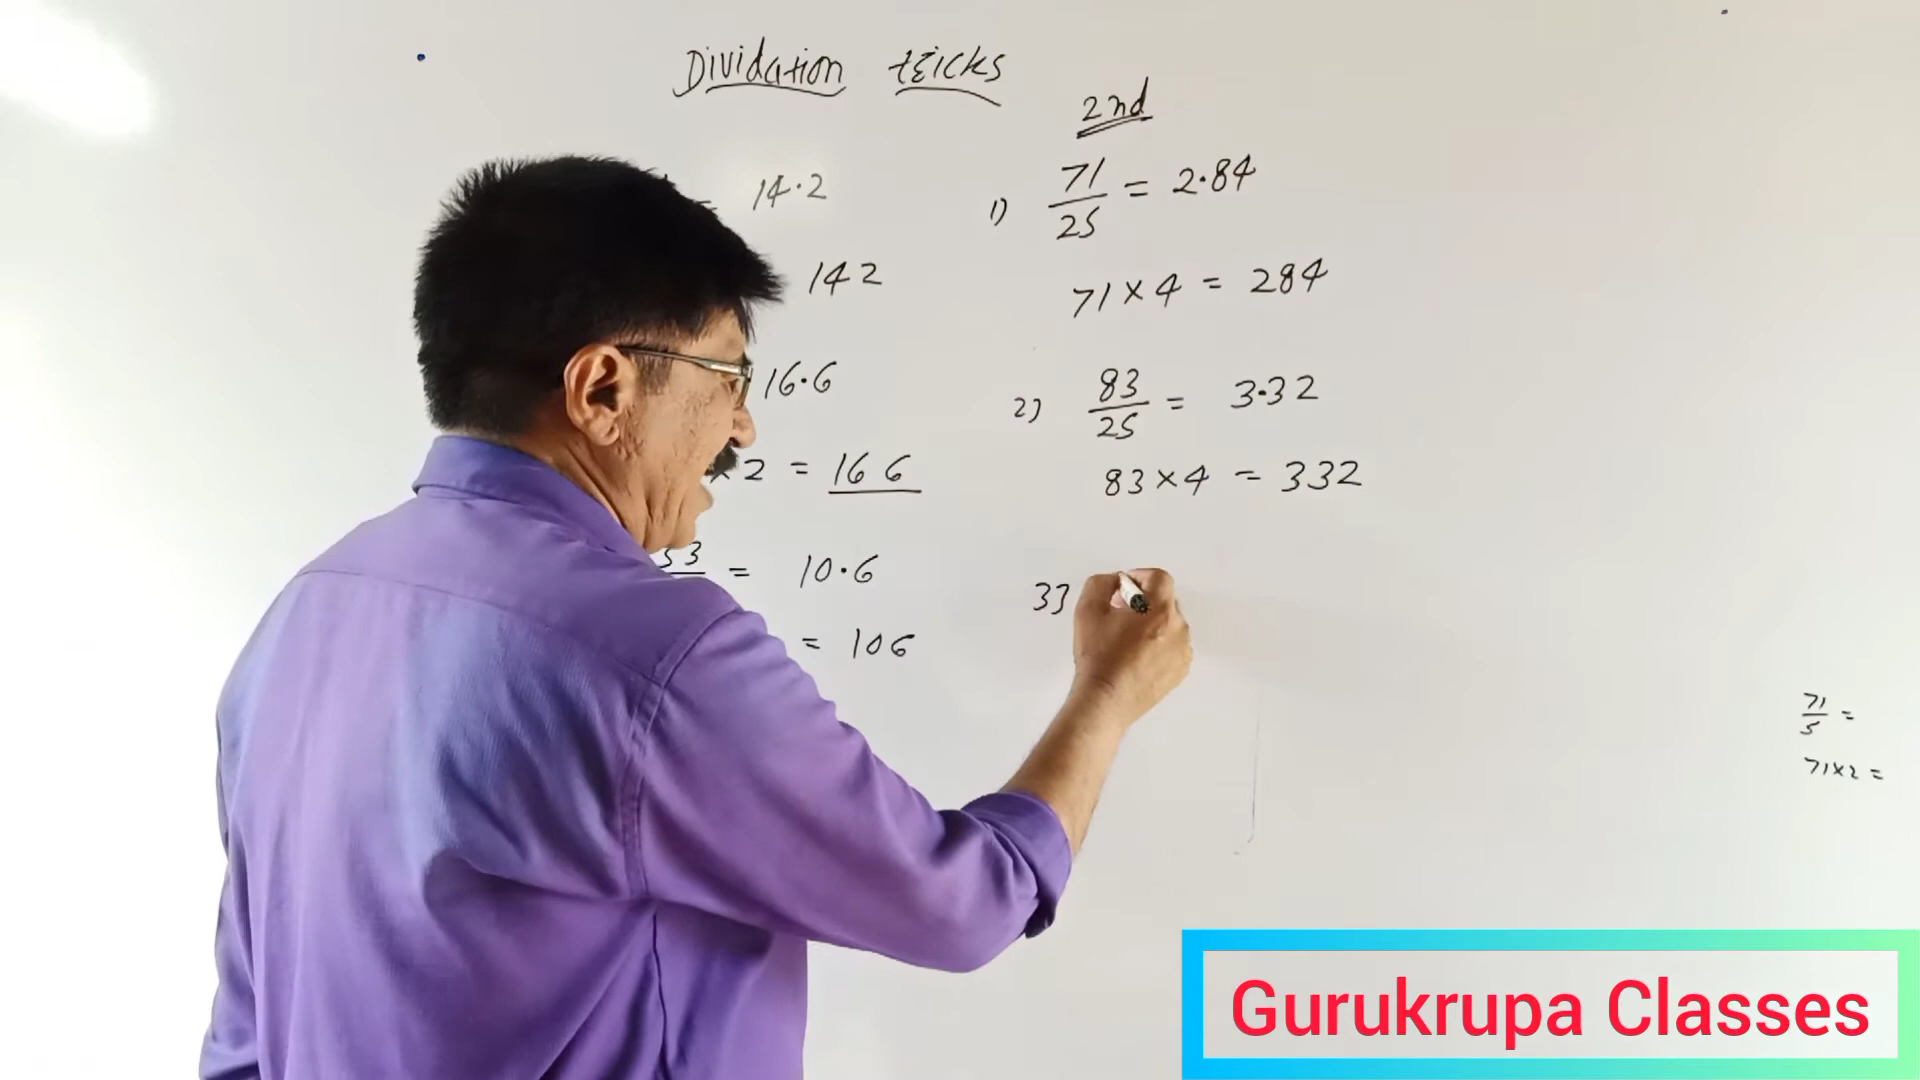 Dividation tricks
= 14.2
142
16.6
×2 = 166
53 = 10.6
= 106
2nd
1) 71/25 = 2.84
71×4 = 284
2) 83/25 = 3.32
83×4 = 332
3)
71/5 =
71×2 =
Gurukrupa Classes